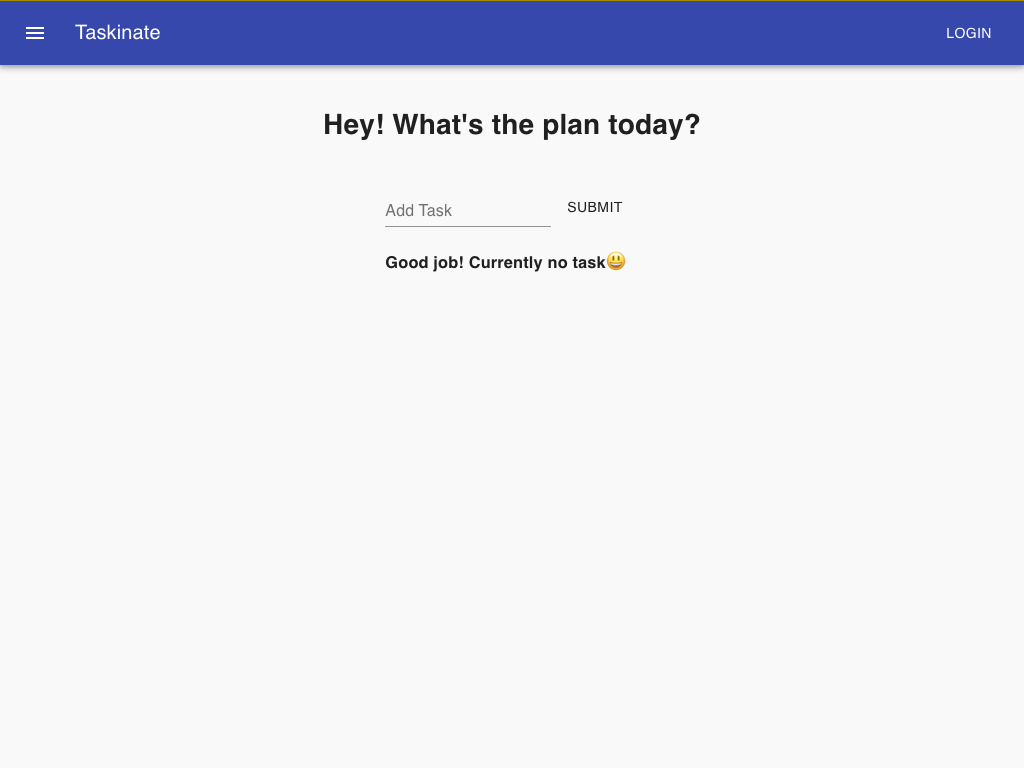 Taskinate
LOGIN
Hey! What's the plan today?
Add Task
SUBMIT
Good job! Currently no task😃